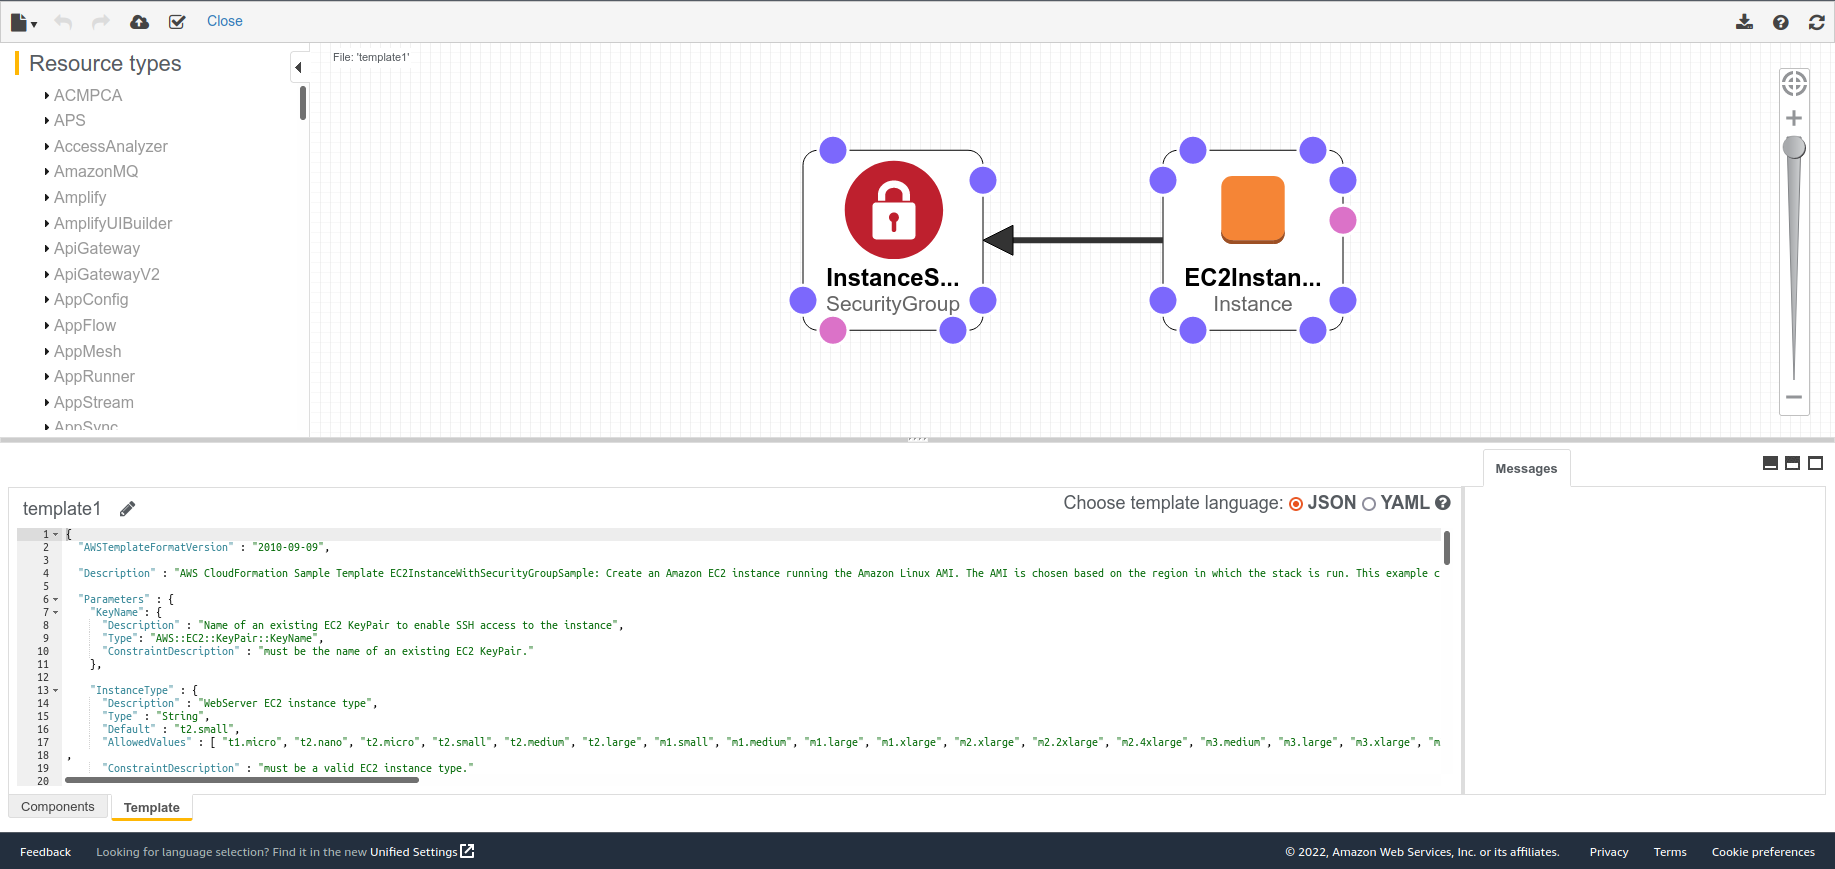 Close
Resource types
File: 'template1'
ACMPCA
APS
AccessAnalyzer
AmazonMQ
Amplify
AmplifyUIBuilder
ApiGateway
ApiGatewayV2
AppConfig
AppFlow
AppMesh
AppRunner
AppStream
AppSync
InstanceS...
SecurityGroup
EC2Instan...
Instance
Messages
template1
Choose template language: JSON YAML
1 {
2 "AWSTemplateFormatVersion" : "2010-09-09",
3
4 "Description" : "AWS CloudFormation Sample Template EC2InstanceWithSecurityGroupSample: Create an Amazon EC2 instance running the Amazon Linux AMI. The AMI is chosen based on the region in which the stack is run. This example c
5
6 "Parameters" : {
7 "KeyName": {
8 "Description" : "Name of an existing EC2 KeyPair to enable SSH access to the instance",
9 "Type": "AWS::EC2::KeyPair::KeyName",
10 "ConstraintDescription" : "must be the name of an existing EC2 KeyPair."
11 },
12
13 "InstanceType" : {
14 "Description" : "WebServer EC2 instance type",
15 "Type" : "String",
16 "Default" : "t2.small",
17 "AllowedValues" : [ "t1.micro", "t2.nano", "t2.micro", "t2.small", "t2.medium", "t2.large", "m1.small", "m1.medium", "m1.large", "m1.xlarge", "m2.xlarge", "m2.2xlarge", "m2.4xlarge", "m3.medium", "m3.large", "m3.xlarge", "m
18 ,
19 "ConstraintDescription" : "must be a valid EC2 instance type."
20
Components
Template
Feedback
Looking for language selection? Find it in the new Unified Settings
© 2022, Amazon Web Services, Inc. or its affiliates.
Privacy
Terms
Cookie preferences